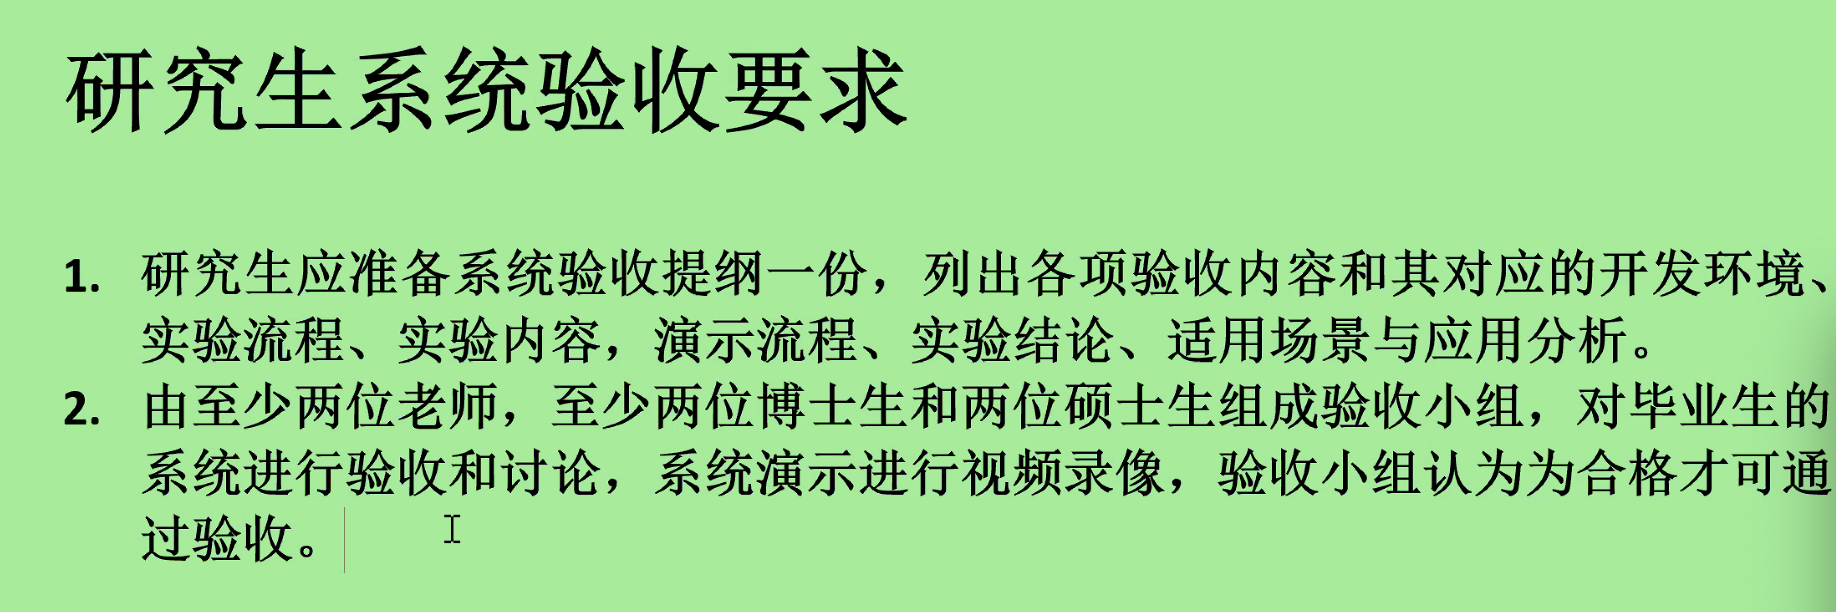 研究生系统验收要求
1. 研究生应准备系统验收提纲一份，列出各项验收内容和其对应的开发环境、
实验流程、实验内容，演示流程、实验结论、适用场景与应用分析。
2. 由至少两位老师，至少两位博士生和两位硕士生组成验收小组，对毕业生的
系统进行验收和讨论，系统演示进行视频录像，验收小组认为为合格才可通
过验收。